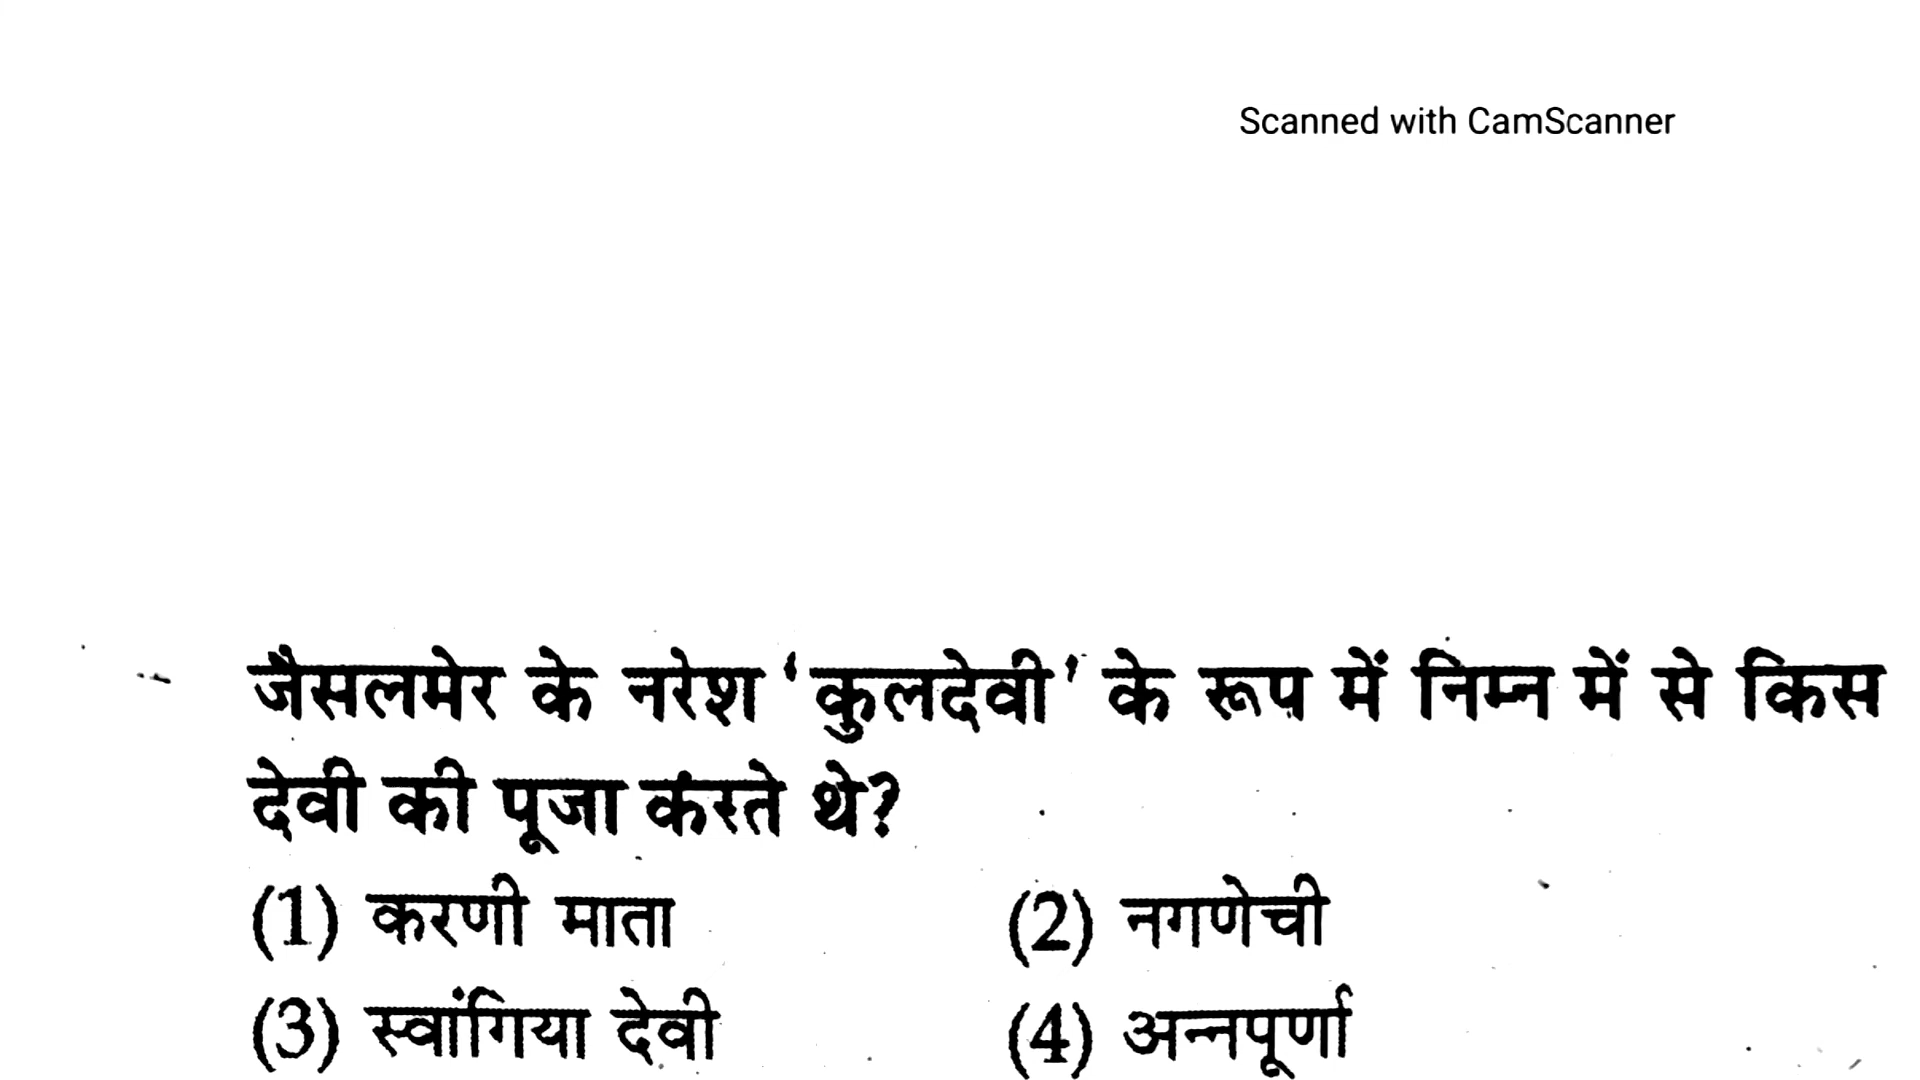 Scanned with CamScanner
जैसलमेर के नरेश ‘कुलदेवी’ के रूप में निम्न में से किस
देवी की पूजा करते थे?
(1) करणी माता (2) नगणेची
(3) स्वांगिया देवी (4) अन्नपूर्णा